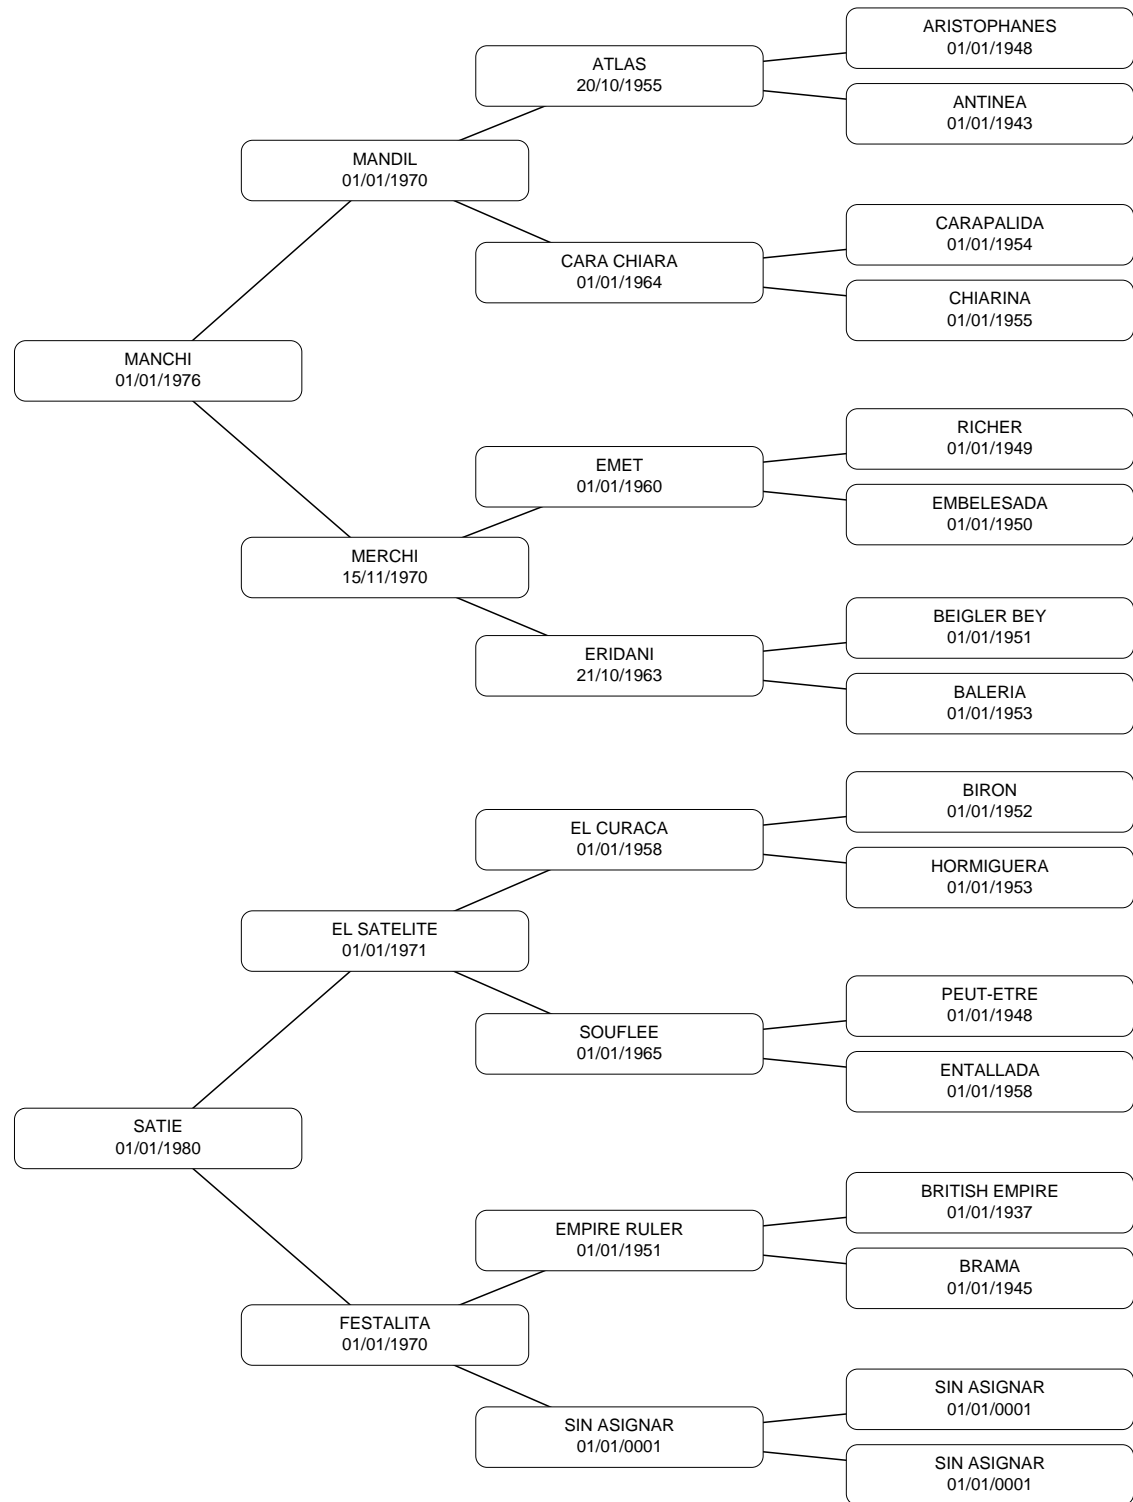 ARISTOPHANES
01/01/1948
ATLAS
20/10/1955
ANTINEA
01/01/1943
MANDIL
01/01/1970
CARAPALIDA
01/01/1954
CARA CHIARA
01/01/1964
CHIARINA
01/01/1955
MANCHI
01/01/1976
RICHER
01/01/1949
EMET
01/01/1960
EMBELESADA
01/01/1950
MERCHI
15/11/1970
BEIGLER BEY
01/01/1951
ERIDANI
21/10/1963
BALERIA
01/01/1953
BIRON
01/01/1952
EL CURACA
01/01/1958
HORMIGUERA
01/01/1953
EL SATELITE
01/01/1971
PEUT-ETRE
01/01/1948
SOUFLEE
01/01/1965
ENTALLADA
01/01/1958
SATIE
01/01/1980
BRITISH EMPIRE
01/01/1937
EMPIRE RULER
01/01/1951
BRAMA
01/01/1945
FESTALITA
01/01/1970
SIN ASIGNAR
01/01/0001
SIN ASIGNAR
01/01/0001
SIN ASIGNAR
01/01/0001